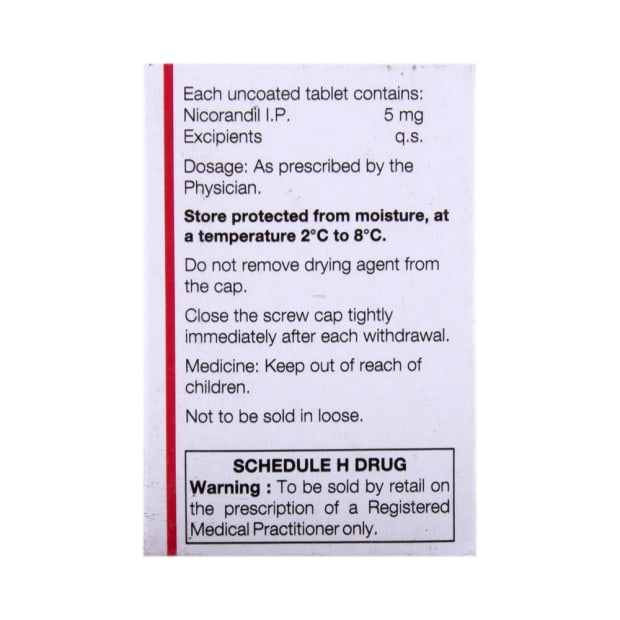 Each uncoated tablet contains:
Nicorandil I.P. 5 mg
Excipients q.s.
Dosage: As prescribed by the
Physician.
Store protected from moisture, at
a temperature 2°C to 8°C.
Do not remove drying agent from
the cap.
Close the screw cap tightly
immediately after each withdrawal.
Medicine: Keep out of reach of
children.
Not to be sold in loose.
SCHEDULE H DRUG
Warning : To be sold by retail on
the prescription of a Registered
Medical Practitioner only.